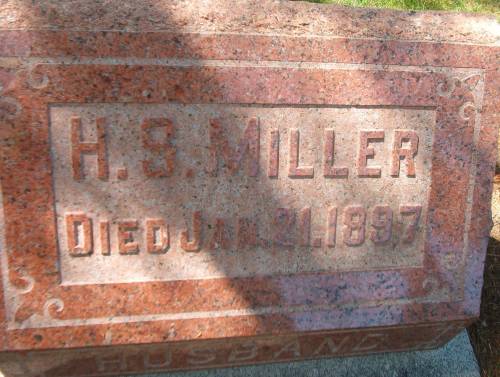 H. S. MILLER
DIED JAN. 21. 1897
HUSBAND